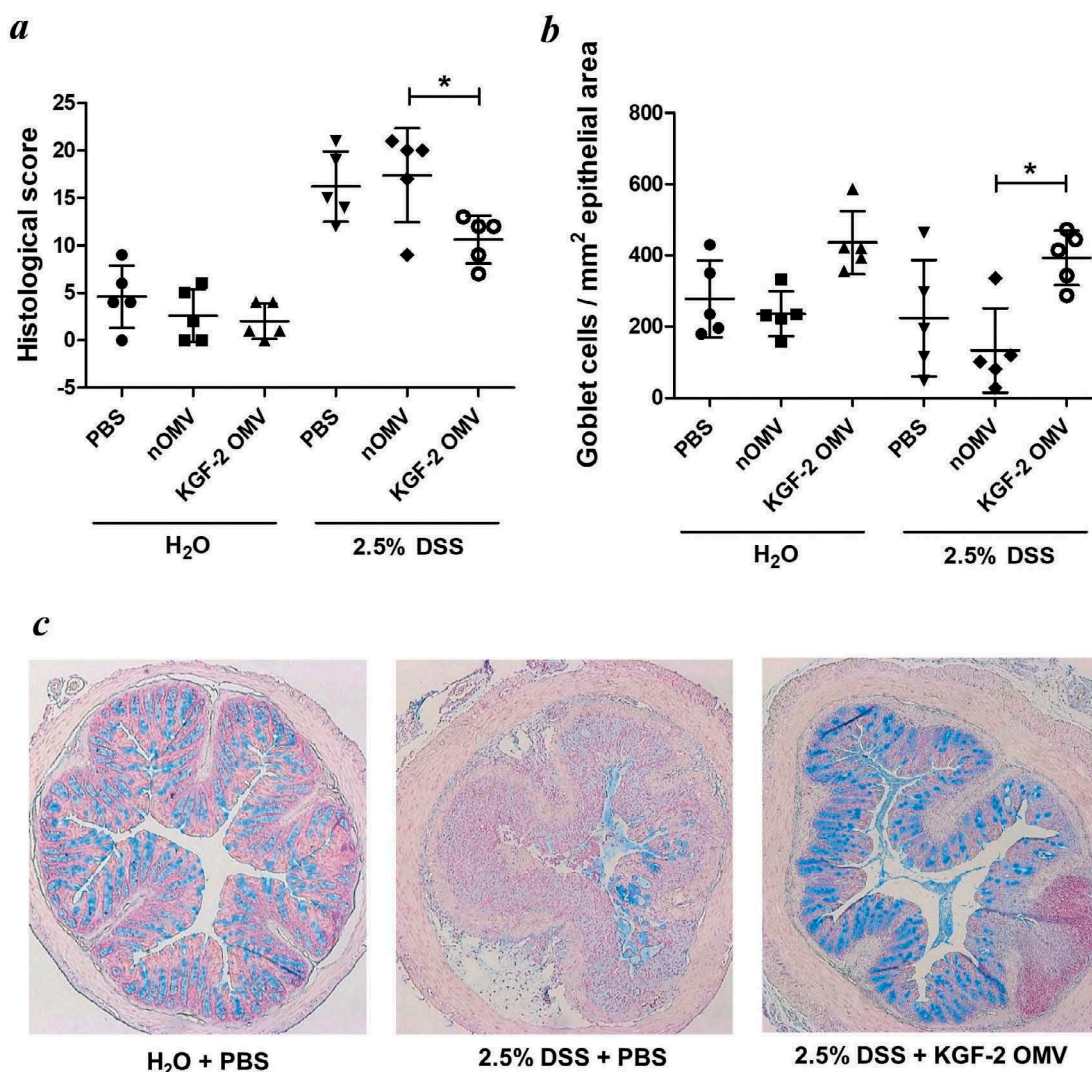 a
Histological score
25
20
15
10
5
0
-5
*
PBS
nOMV
KGF-2 OMV
PBS
nOMV
KGF-2 OMV
H₂O
2.5% DSS
b
Goblet cells / mm² epithelial area
800
600
400
200
0
*
PBS
nOMV
KGF-2 OMV
PBS
nOMV
KGF-2 OMV
H₂O
2.5% DSS
c
H₂O + PBS
2.5% DSS + PBS
2.5% DSS + KGF-2 OMV